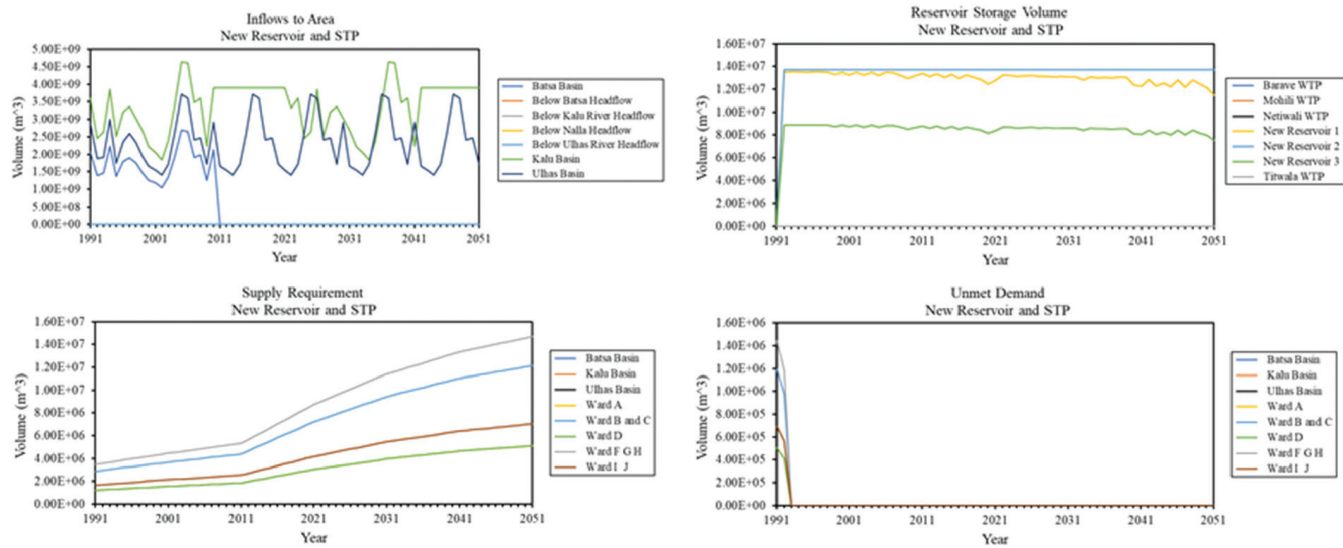 Inflows to Area
New Reservoir and STP
5.00E+09
4.50E+09
4.00E+09
3.50E+09
3.00E+09
2.50E+09
2.00E+09
1.50E+09
1.00E+09
5.00E+08
0.00E+00
Volume (m^3)
1991
2001
2011
2021
2031
2041
2051
Year
Batsa Basin
Below Batsa Headflow
Below Kalu River Headflow
Below Nalla Headflow
Below Ulhas River Headflow
Kalu Basin
Ulhas Basin
Reservoir Storage Volume
New Reservoir and STP
1.60E+07
1.40E+07
1.20E+07
1.00E+07
8.00E+06
6.00E+06
4.00E+06
2.00E+06
0.00E+00
Volume (m^3)
1991
2001
2011
2021
2031
2041
2051
Year
Barave WTP
Mohili WTP
Netiwali WTP
New Reservoir 1
New Reservoir 2
New Reservoir 3
Titwala WTP
Supply Requirement
New Reservoir and STP
1.60E+07
1.40E+07
1.20E+07
1.00E+07
8.00E+06
6.00E+06
4.00E+06
2.00E+06
0.00E+00
Volume (m^3)
1991
2001
2011
2021
2031
2041
2051
Year
Batsa Basin
Kalu Basin
Ulhas Basin
Ward A
Ward B and C
Ward D
Ward F G H
Ward I J
Unmet Demand
New Reservoir and STP
1.60E+06
1.40E+06
1.20E+06
1.00E+06
8.00E+05
6.00E+05
4.00E+05
2.00E+05
0.00E+00
Volume (m^3)
1991
2001
2011
2021
2031
2041
2051
Year
Batsa Basin
Kalu Basin
Ulhas Basin
Ward A
Ward B and C
Ward D
Ward F G H
Ward I J